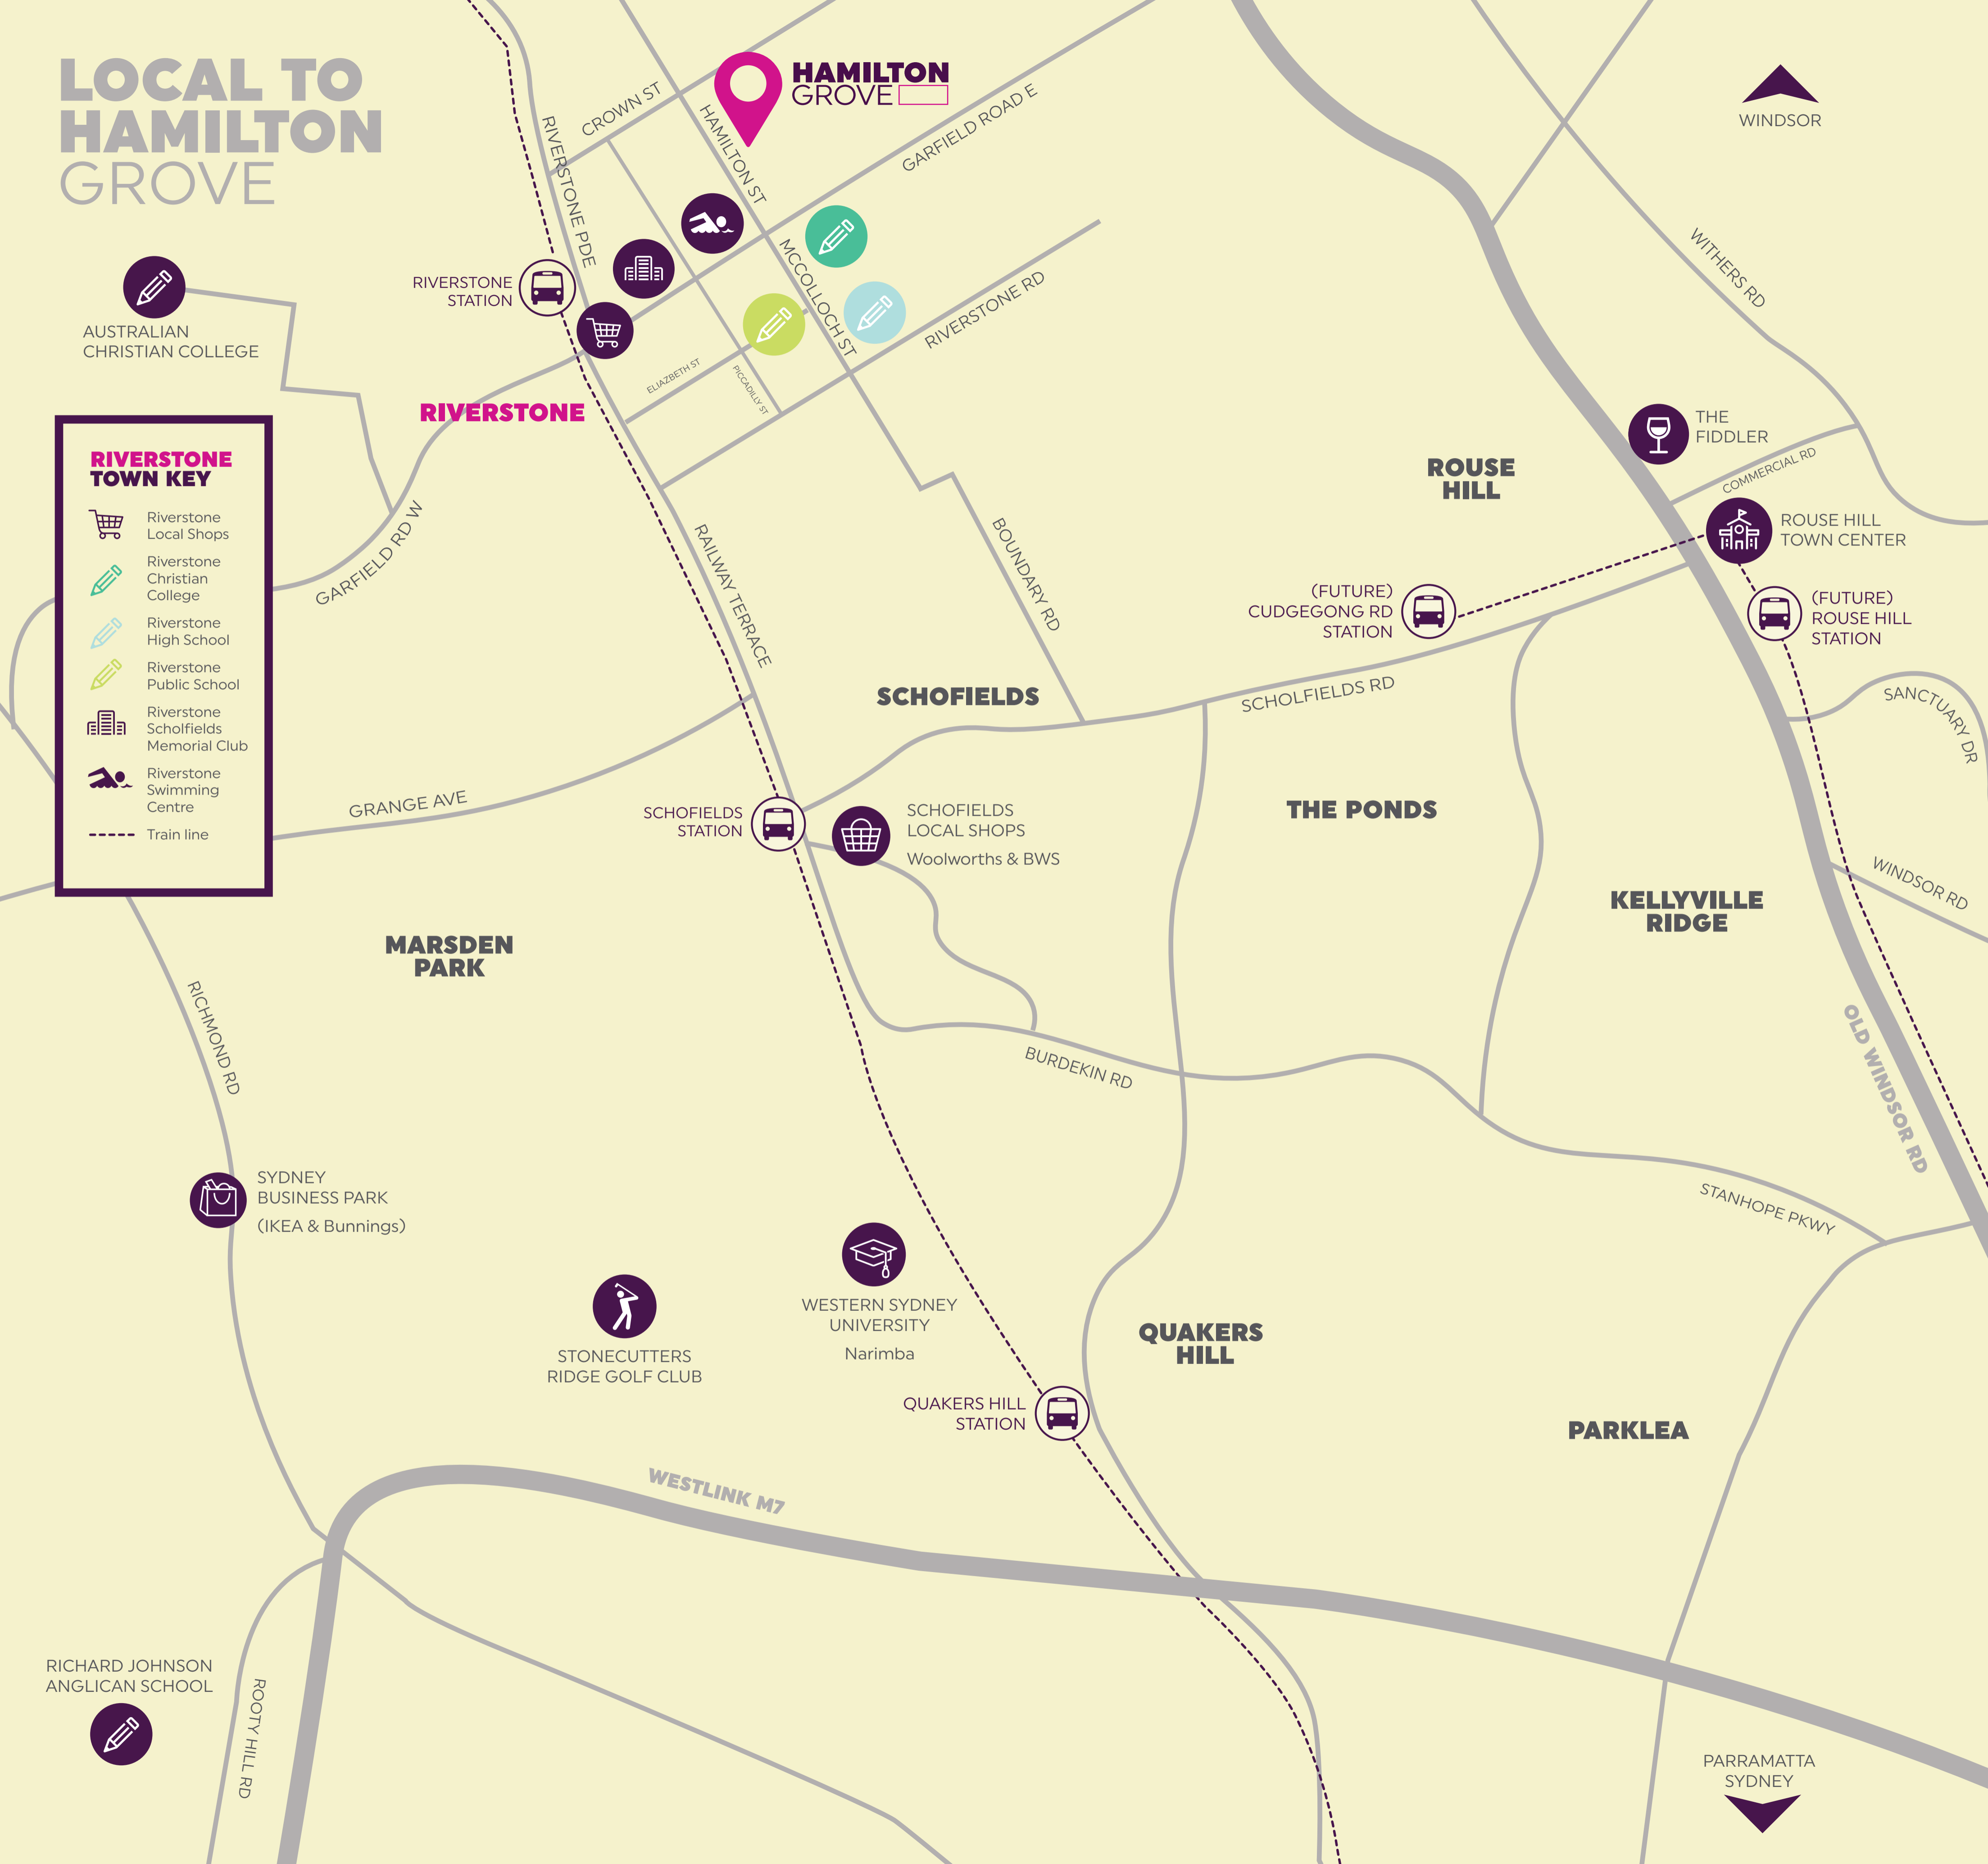 LOCAL TO
HAMILTON
GROVE
HAMILTON
GROVE
WINDSOR
CROWN ST
HAMILTON ST
GARFIELD ROAD E
RIVERSTONE PDE
MCCOLLOCH ST
RIVERSTONE RD
WITHERS RD
RIVERSTONE
STATION
AUSTRALIAN
CHRISTIAN COLLEGE
ELIAZBETH ST
PICCADILLY ST
RIVERSTONE
THE
FIDDLER
COMMERCIAL RD
ROUSE
HILL
ROUSE HILL
TOWN CENTER
RIVERSTONE
TOWN KEY
Riverstone
Local Shops
Riverstone
Christian
College
Riverstone
High School
Riverstone
Public School
Riverstone
Scholfields
Memorial Club
Riverstone
Swimming
Centre
Train line
GARFIELD RD W
RAILWAY TERRACE
BOUNDARY RD
(FUTURE)
CUDGEGONG RD
STATION
(FUTURE)
ROUSE HILL
STATION
SCHOFIELDS
SCHOLFIELDS RD
SANCTUARY DR
GRANGE AVE
SCHOFIELDS
STATION
SCHOFIELDS
LOCAL SHOPS
Woolworths & BWS
THE PONDS
WINDSOR RD
KELLYVILLE
RIDGE
MARSDEN
PARK
RICHMOND RD
BURDEKIN RD
OLD WINDSOR RD
SYDNEY
BUSINESS PARK
(IKEA & Bunnings)
STANHOPE PKWY
WESTERN SYDNEY
UNIVERSITY
Narimba
STONECUTTERS
RIDGE GOLF CLUB
QUAKERS
HILL
QUAKERS HILL
STATION
PARKLEA
WESTLINK M7
RICHARD JOHNSON
ANGLICAN SCHOOL
ROOTY HILL RD
PARRAMATTA
SYDNEY